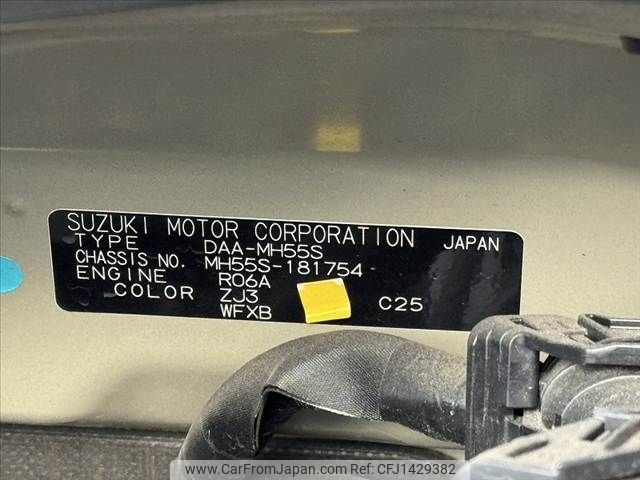 SUZUKI MOTOR CORPORATION JAPAN
TYPE DAA-MH55S
CHASSIS NO. MH55S-181754
ENGINE R06A
COLOR ZJ3 C25
WFXB
www.CarFromJapan.com | CFJ1429382